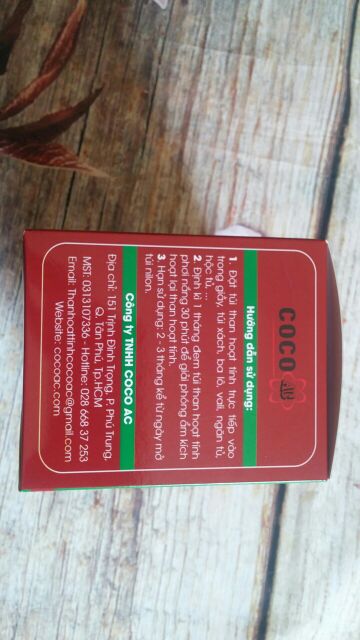 COCO
Hướng dẫn sử dụng:
1. Đặt túi than hoạt tính trực tiếp vào
trong giầy, túi xách, ba lô, vali, ngăn tủ,
hộc tủ, ....
2. Định kì 1 tháng đem túi than hoạt tính
phơi nắng 30 phút để giải phóng ẩm kích
hoạt lại than hoạt tính.
3. Hạn sử dụng: 2 - 3 tháng kể từ ngày mở
túi nilon.
Công ty TNHH COCO AC
Địa chỉ: 15 Trịnh Đình Trọng, P. Phú Trung,
Q. Tân Phú, Tp.HCM
MST: 0313107336 - Hotline: 028 668 37 253
Email: Thanhoattinhcocoac@gmail.com
Website: cocoac.com